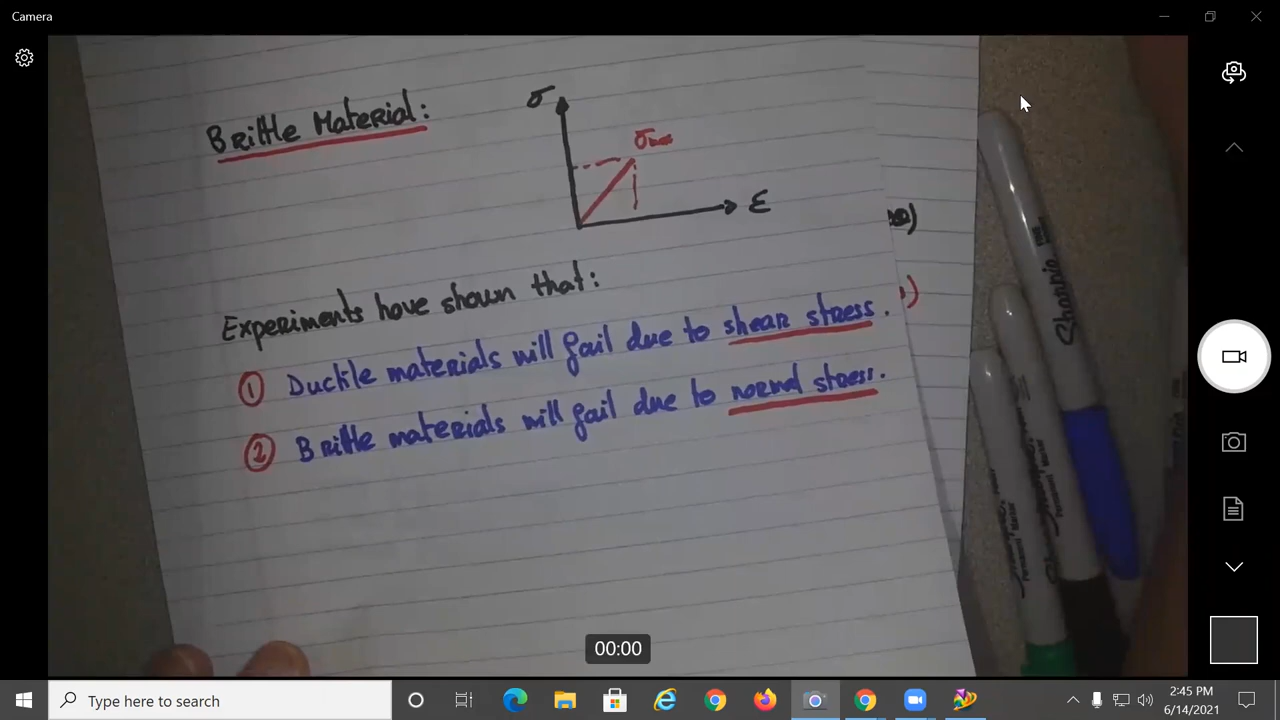 Camera
Brittle Material:
σ
σmax
ε
Experiments have shown that:
① Ductile materials will fail due to shear stress.
② Brittle materials will fail due to normal stress.
Sharpie
00:00
Type here to search
2:45 PM
6/14/2021